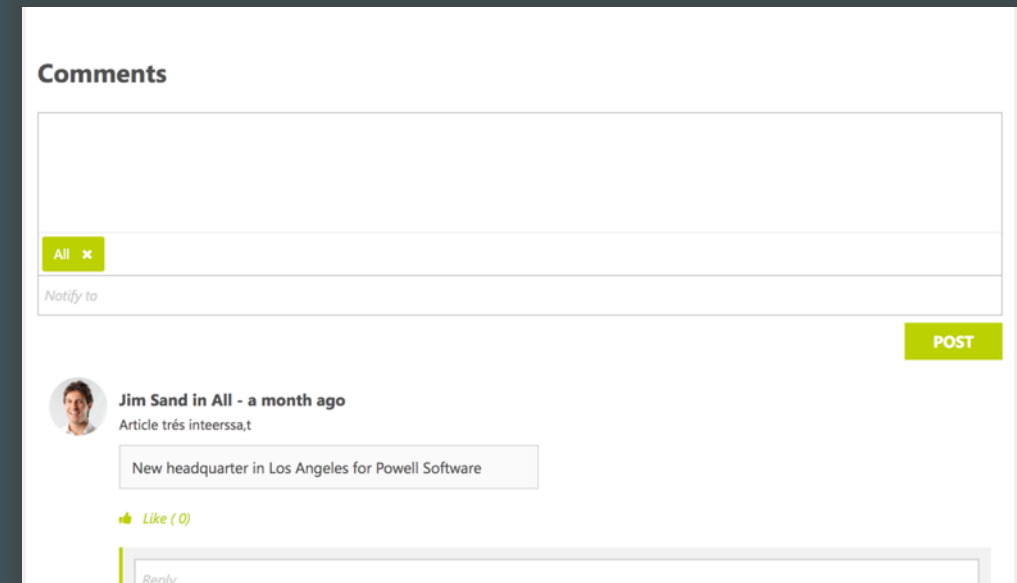 Comments
All ×
Notify to
POST
Jim Sand in All - a month ago
Article trés inteerssa,t
New headquarter in Los Angeles for Powell Software
Like ( 0)
Reply